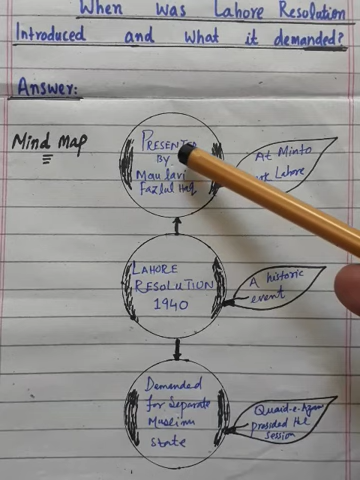 When was Lahore Resolution
Introduced and what it demanded?
Answer:
Mind Map
PRESENTE
BY
Maulavi
Fazlul Haq
At Minto
Lahore
LAHORE
RESOLUTION
1940
A historic
event
Demanded
for separate
Muslim
state
Quaid-e-Azam
presided the
session